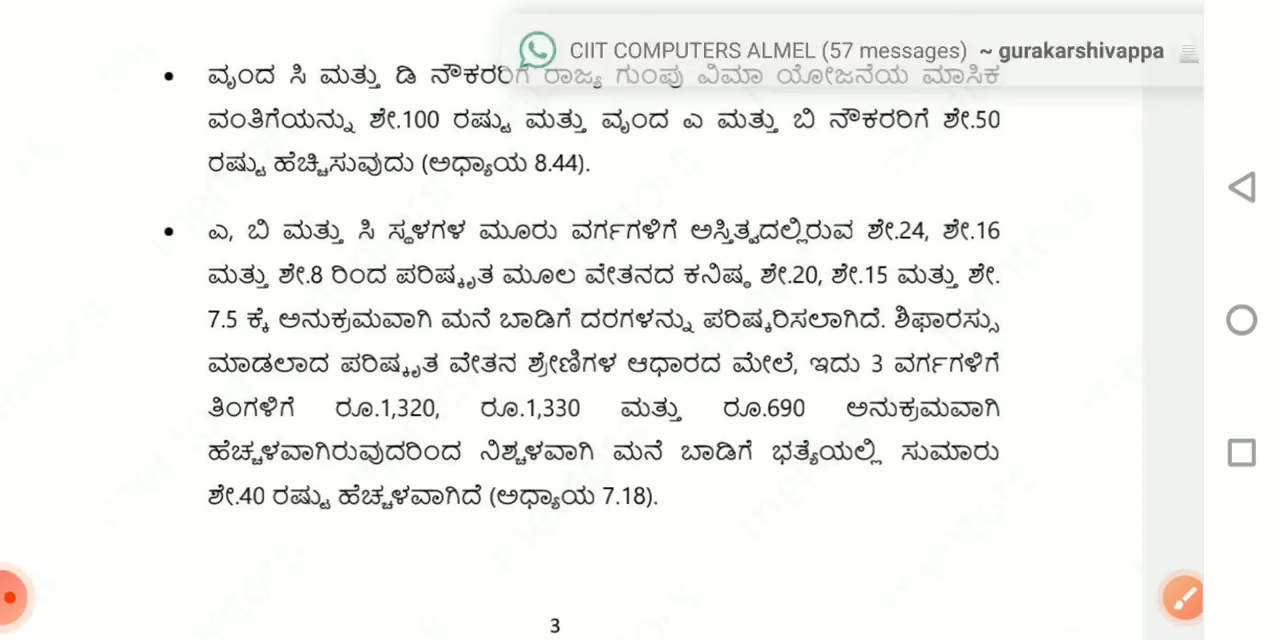 CIIT COMPUTERS ALMEL (57 messages) ~ gurakarshivappa
• ವೃಂದ ಸಿ ಮತ್ತು ಡಿ ನೌಕರರಿಗೆ ರಾಜ್ಯ ಗುಂಪು ವಿಮಾ ಯೋಜನೆಯ ಮಾಸಿಕ
ವಂತಿಗೆಯನ್ನು ಶೇ.100 ರಷ್ಟು ಮತ್ತು ವೃಂದ ಎ ಮತ್ತು ಬಿ ನೌಕರರಿಗೆ ಶೇ.50
ರಷ್ಟು ಹೆಚ್ಚಿಸುವುದು (ಅಧ್ಯಾಯ 8.44).
• ಎ, ಬಿ ಮತ್ತು ಸಿ ಸ್ಥಳಗಳ ಮೂರು ವರ್ಗಗಳಿಗೆ ಅಸ್ತಿತ್ವದಲ್ಲಿರುವ ಶೇ.24, ಶೇ.16
ಮತ್ತು ಶೇ.8 ರಿಂದ ಪರಿಷ್ಕೃತ ಮೂಲ ವೇತನದ ಕನಿಷ್ಠ ಶೇ.20, ಶೇ.15 ಮತ್ತು ಶೇ.
7.5 ಕ್ಕೆ ಅನುಕ್ರಮವಾಗಿ ಮನೆ ಬಾಡಿಗೆ ದರಗಳನ್ನು ಪರಿಷ್ಕರಿಸಲಾಗಿದೆ. ಶಿಫಾರಸ್ಸು
ಮಾಡಲಾದ ಪರಿಷ್ಕೃತ ವೇತನ ಶ್ರೇಣಿಗಳ ಆಧಾರದ ಮೇಲೆ, ಇದು 3 ವರ್ಗಗಳಿಗೆ
ತಿಂಗಳಿಗೆ ರೂ.1,320, ರೂ.1,330 ಮತ್ತು ರೂ.690 ಅನುಕ್ರಮವಾಗಿ
ಹೆಚ್ಚಳವಾಗಿರುವುದರಿಂದ ನಿಶ್ಚಳವಾಗಿ ಮನೆ ಬಾಡಿಗೆ ಭತ್ಯೆಯಲ್ಲಿ ಸುಮಾರು
ಶೇ.40 ರಷ್ಟು ಹೆಚ್ಚಳವಾಗಿದೆ (ಅಧ್ಯಾಯ 7.18).
3